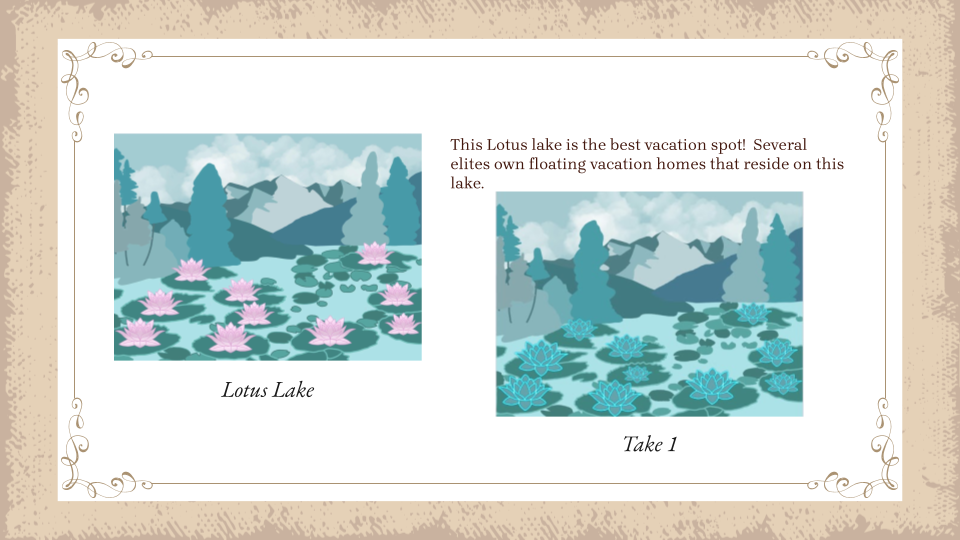 This Lotus lake is the best vacation spot!  Several
elites own floating vacation homes that reside on this
lake.
Lotus Lake
Take 1